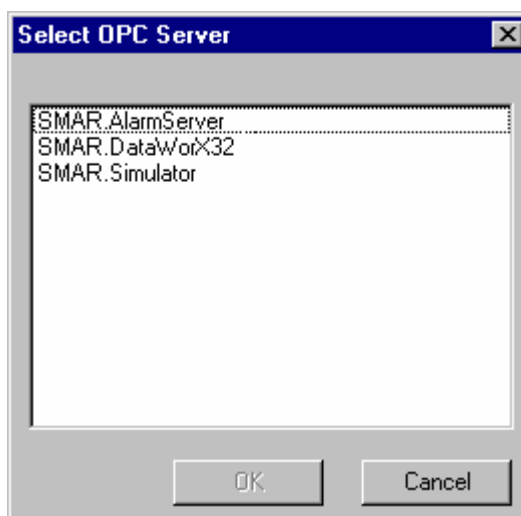 Select OPC Server
SMAR.AlarmServer
SMAR.DataWorX32
SMAR.Simulator
OK
Cancel